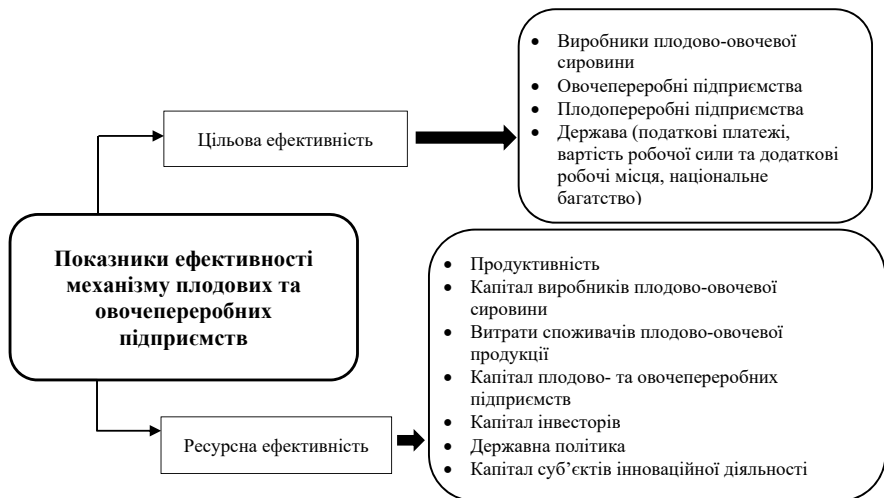 • Виробники плодово-овочевої
сировини
• Овочепереробні підприємства
• Плодопереробні підприємства
• Держава (податкові платежі,
вартість робочої сили та додаткові
робочі місця, національне
багатство)
Цільова ефективність
Показники ефективності
механізму плодових та
овочепереробних
підприємств
• Продуктивність
• Капітал виробників плодово-овочевої
сировини
• Витрати споживачів плодово-овочевої
продукції
• Капітал плодово- та овочепереробних
підприємств
• Капітал інвесторів
• Державна політика
• Капітал суб’єктів інноваційної діяльності
Ресурсна ефективність